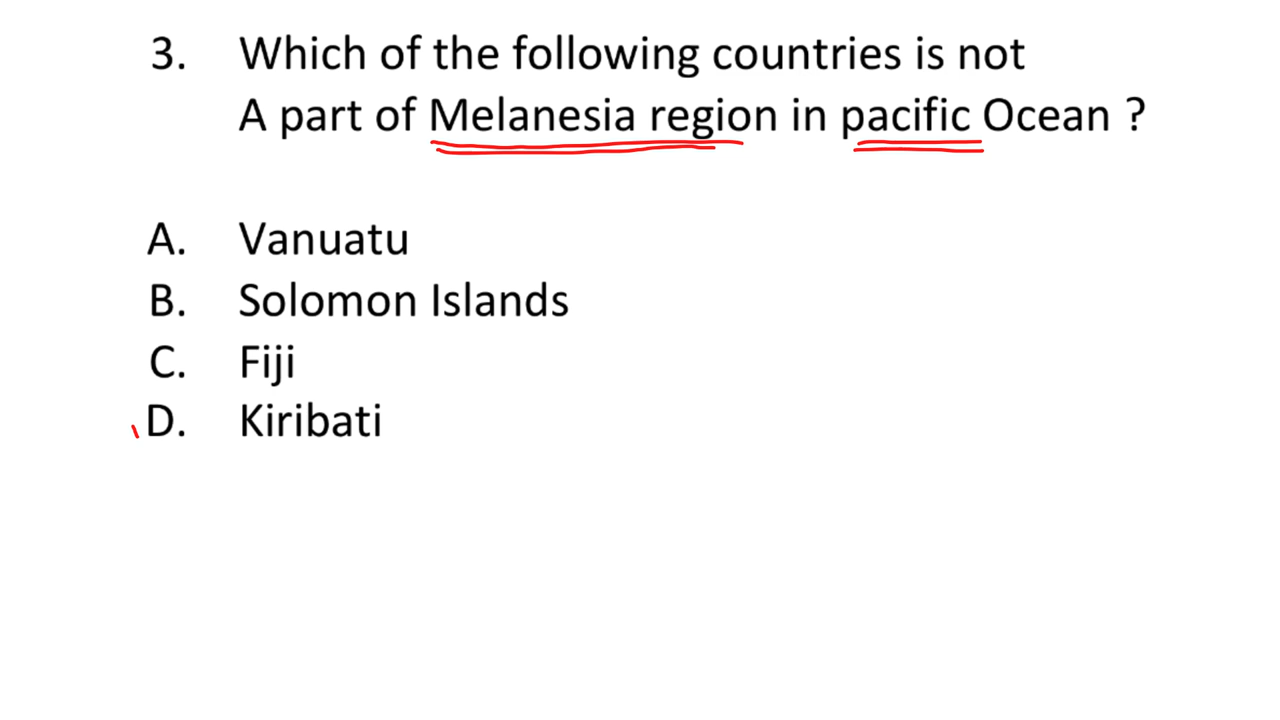 3. Which of the following countries is not
A part of Melanesia region in pacific Ocean ?
A. Vanuatu
B. Solomon Islands
C. Fiji
D. Kiribati